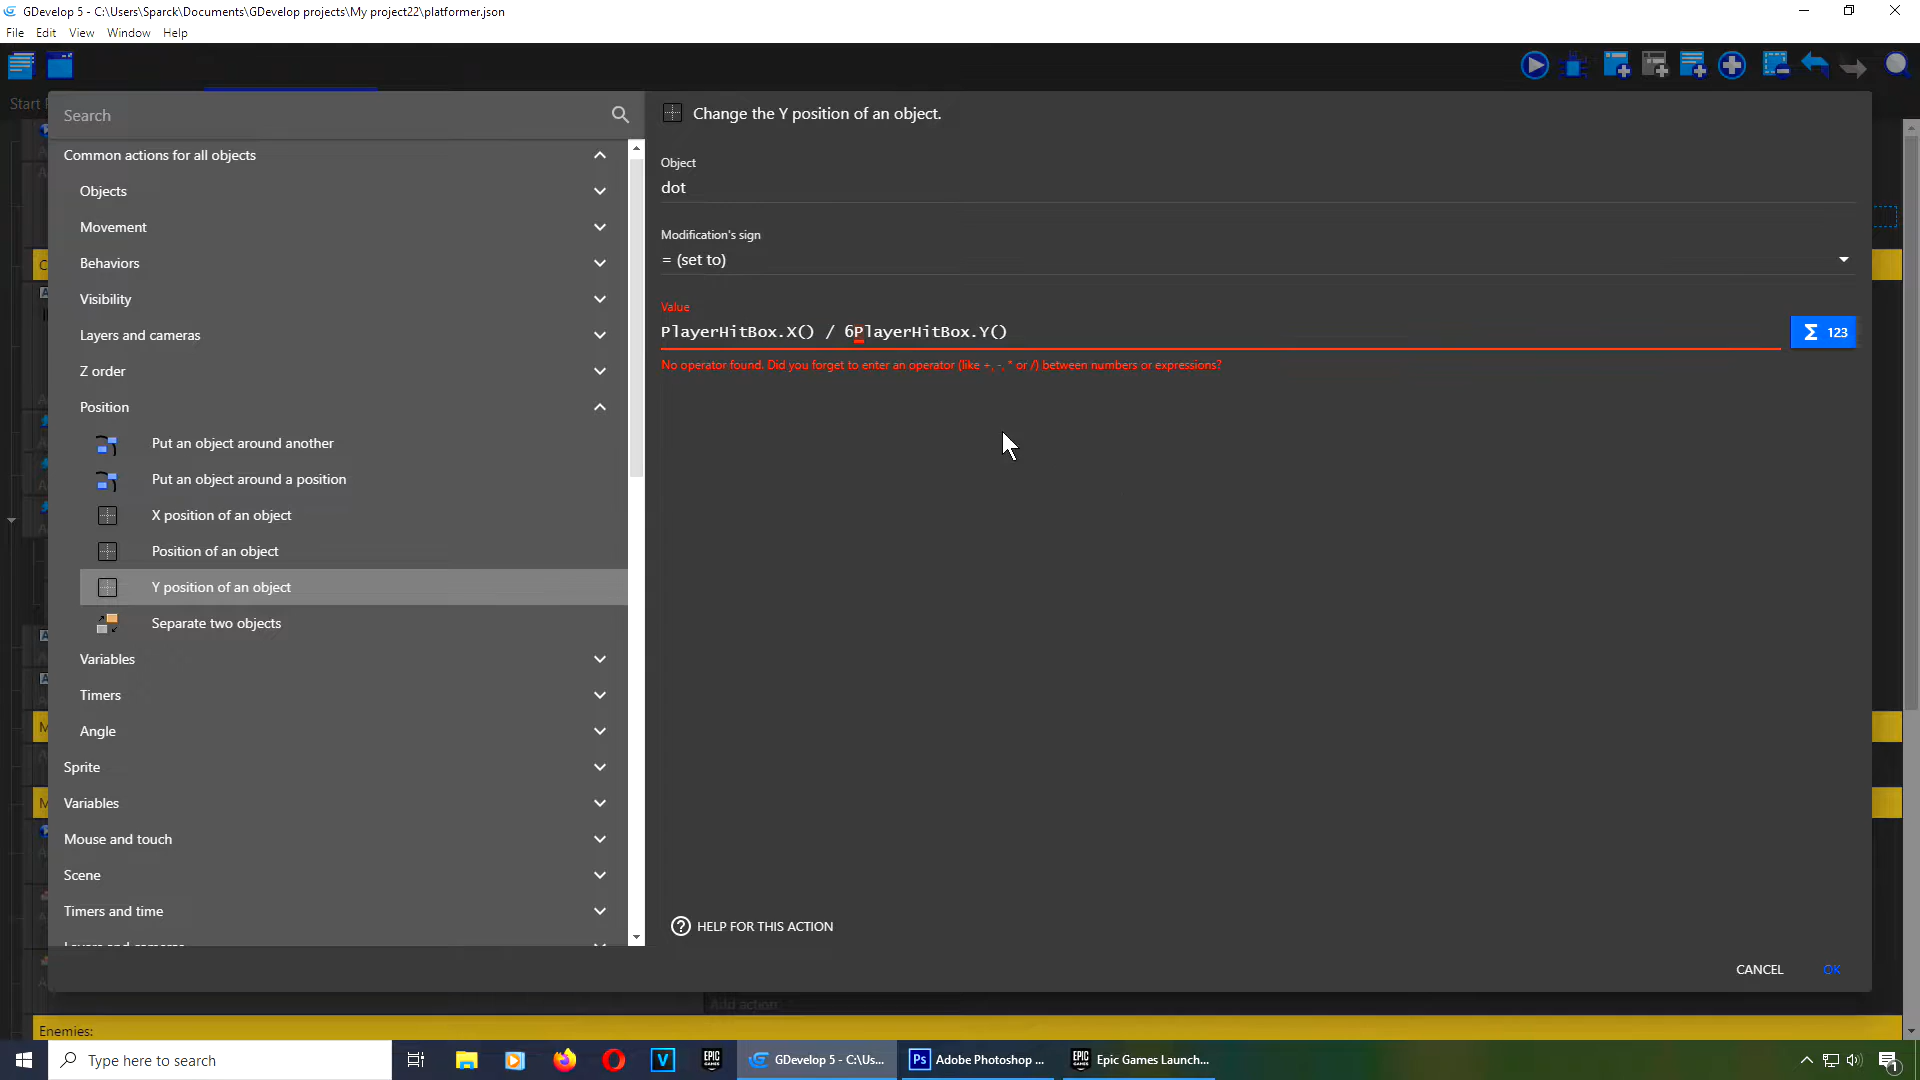 GDevelop 5 - C:\Users\Sparck\Documents\GDevelop projects\My project22\platformer.json
File Edit View Window Help
Start
Search
Common actions for all objects
Objects
Movement
Behaviors
Visibility
Layers and cameras
Z order
Position
Put an object around another
Put an object around a position
X position of an object
Position of an object
Y position of an object
Separate two objects
Variables
Timers
Angle
Sprite
Variables
Mouse and touch
Scene
Timers and time
Layers and cameras
Change the Y position of an object.
Object
dot
Modification's sign
= (set to)
Value
PlayerHitBox.X() / 6PlayerHitBox.Y()
Σ 123
No operator found. Did you forget to enter an operator (like +, -, * or /) between numbers or expressions?
HELP FOR THIS ACTION
CANCEL OK
Add action
Enemies:
Type here to search
GDevelop 5 - C:\Us...
Adobe Photoshop ...
Epic Games Launch...